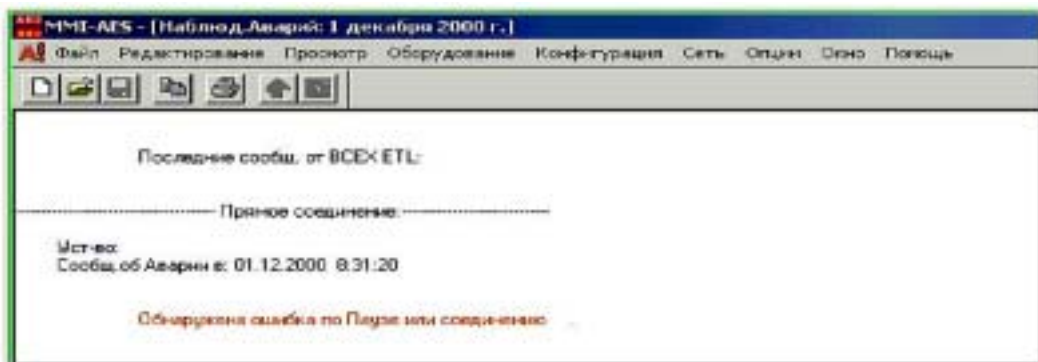 MMI-AES - [Наблюд.Аварий: 1 декабря 2000 г.]
Файл Редактирование Просмотр Оборудование Конфигурация Сеть Опции Окно Помощь
Последние сообщ. от ВСЕХ ETL:
Прямое соединение:
Уст-во:
Сообщ.об Аварии в: 01.12.2000 8:31:20
Обнаружена ошибка по Паузе или соединению